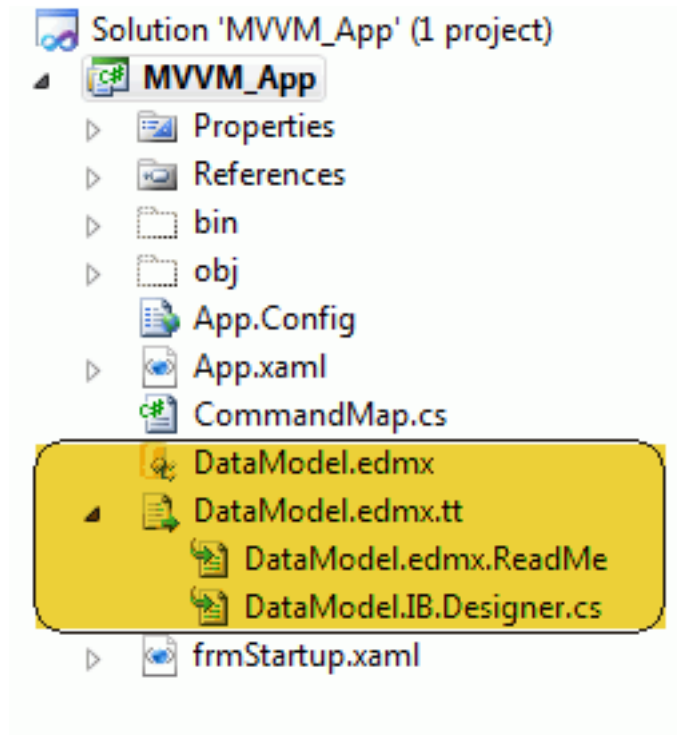 Solution 'MVVM_App' (1 project)
MVVM_App
Properties
References
bin
obj
App.Config
App.xaml
CommandMap.cs
DataModel.edmx
DataModel.edmx.tt
DataModel.edmx.ReadMe
DataModel.IB.Designer.cs
frmStartup.xaml